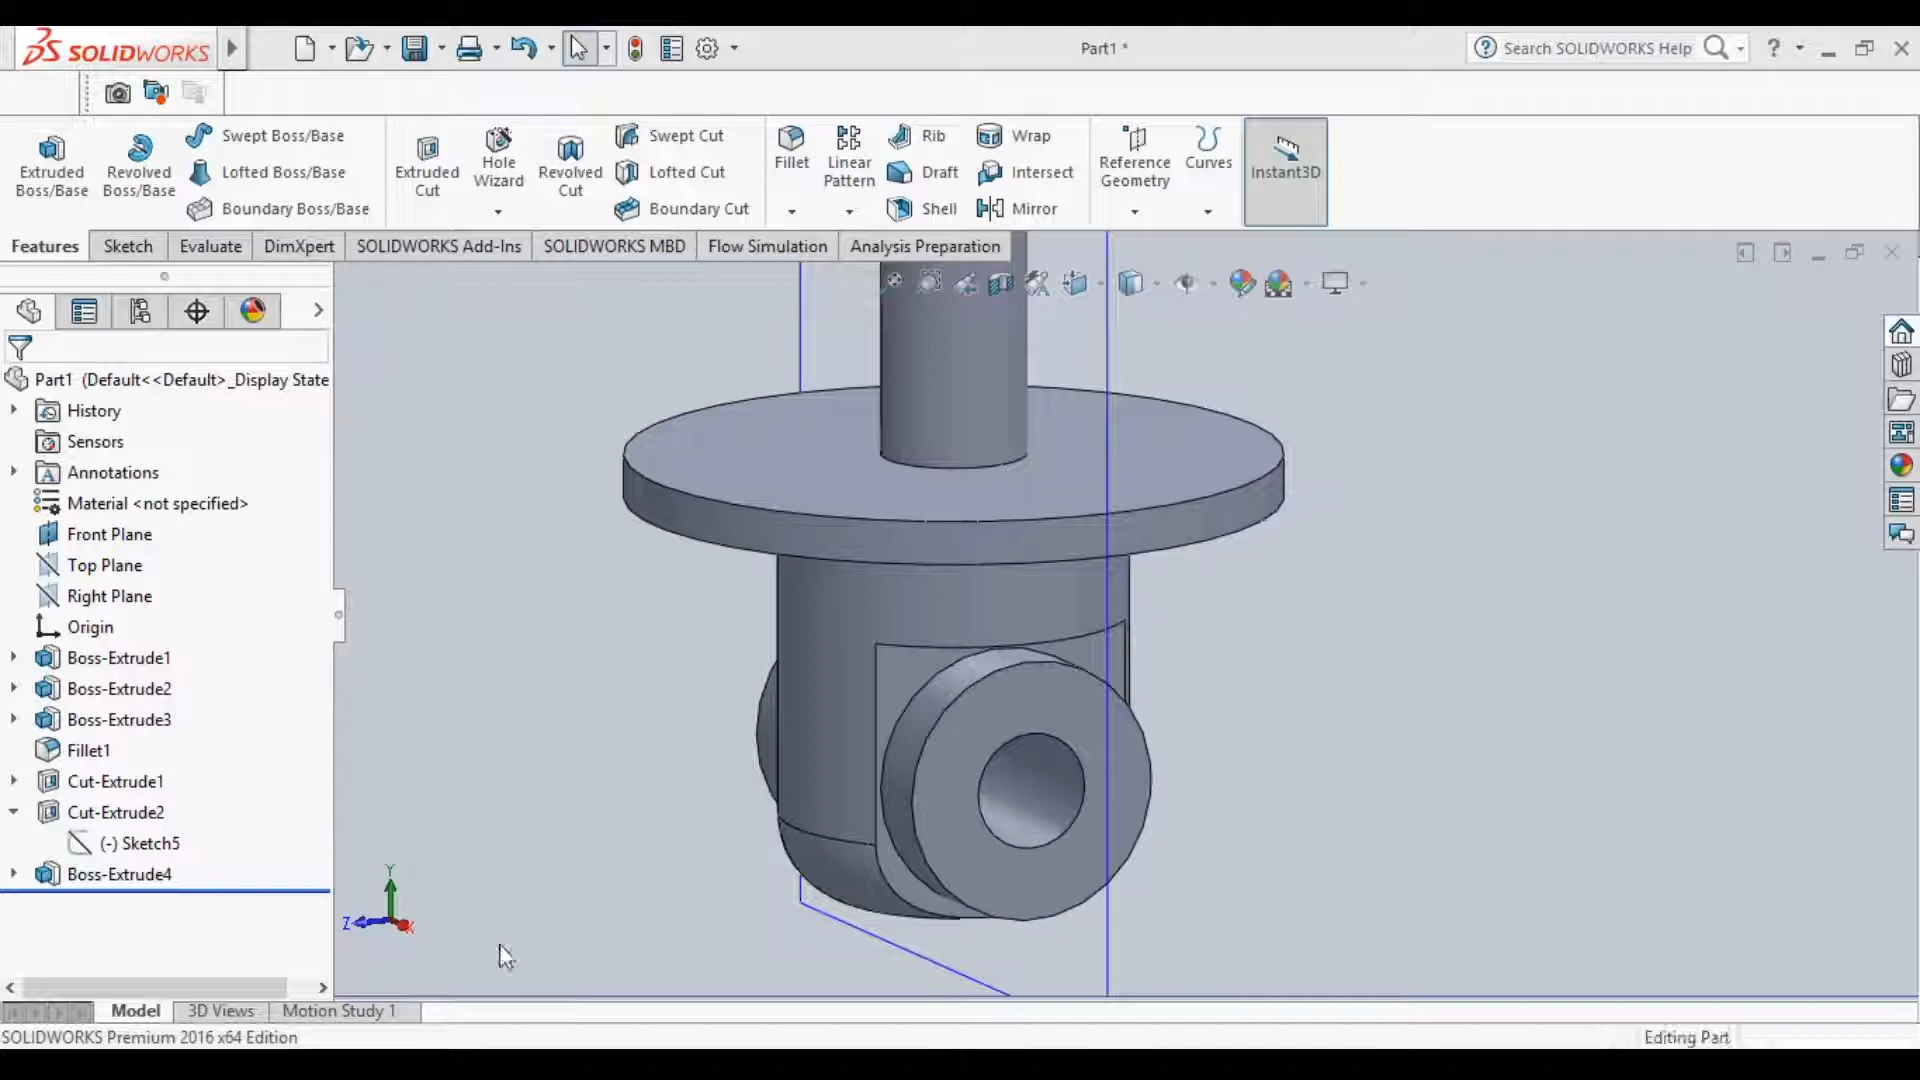 SOLIDWORKS
Part1 *
Search SOLIDWORKS Help
?
Extruded Boss/Base
Revolved Boss/Base
Swept Boss/Base
Lofted Boss/Base
Boundary Boss/Base
Extruded Cut
Hole Wizard
Revolved Cut
Swept Cut
Lofted Cut
Boundary Cut
Fillet
Linear Pattern
Rib
Draft
Shell
Wrap
Intersect
Mirror
Reference Geometry
Curves
Instant3D
Features
Sketch
Evaluate
DimXpert
SOLIDWORKS Add-Ins
SOLIDWORKS MBD
Flow Simulation
Analysis Preparation
Part1 (Default<<Default>_Display State
History
Sensors
Annotations
Material <not specified>
Front Plane
Top Plane
Right Plane
Origin
Boss-Extrude1
Boss-Extrude2
Boss-Extrude3
Fillet1
Cut-Extrude1
Cut-Extrude2
(-) Sketch5
Boss-Extrude4
Y
Z
X
Model
3D Views
Motion Study 1
SOLIDWORKS Premium 2016 x64 Edition
Editing Part